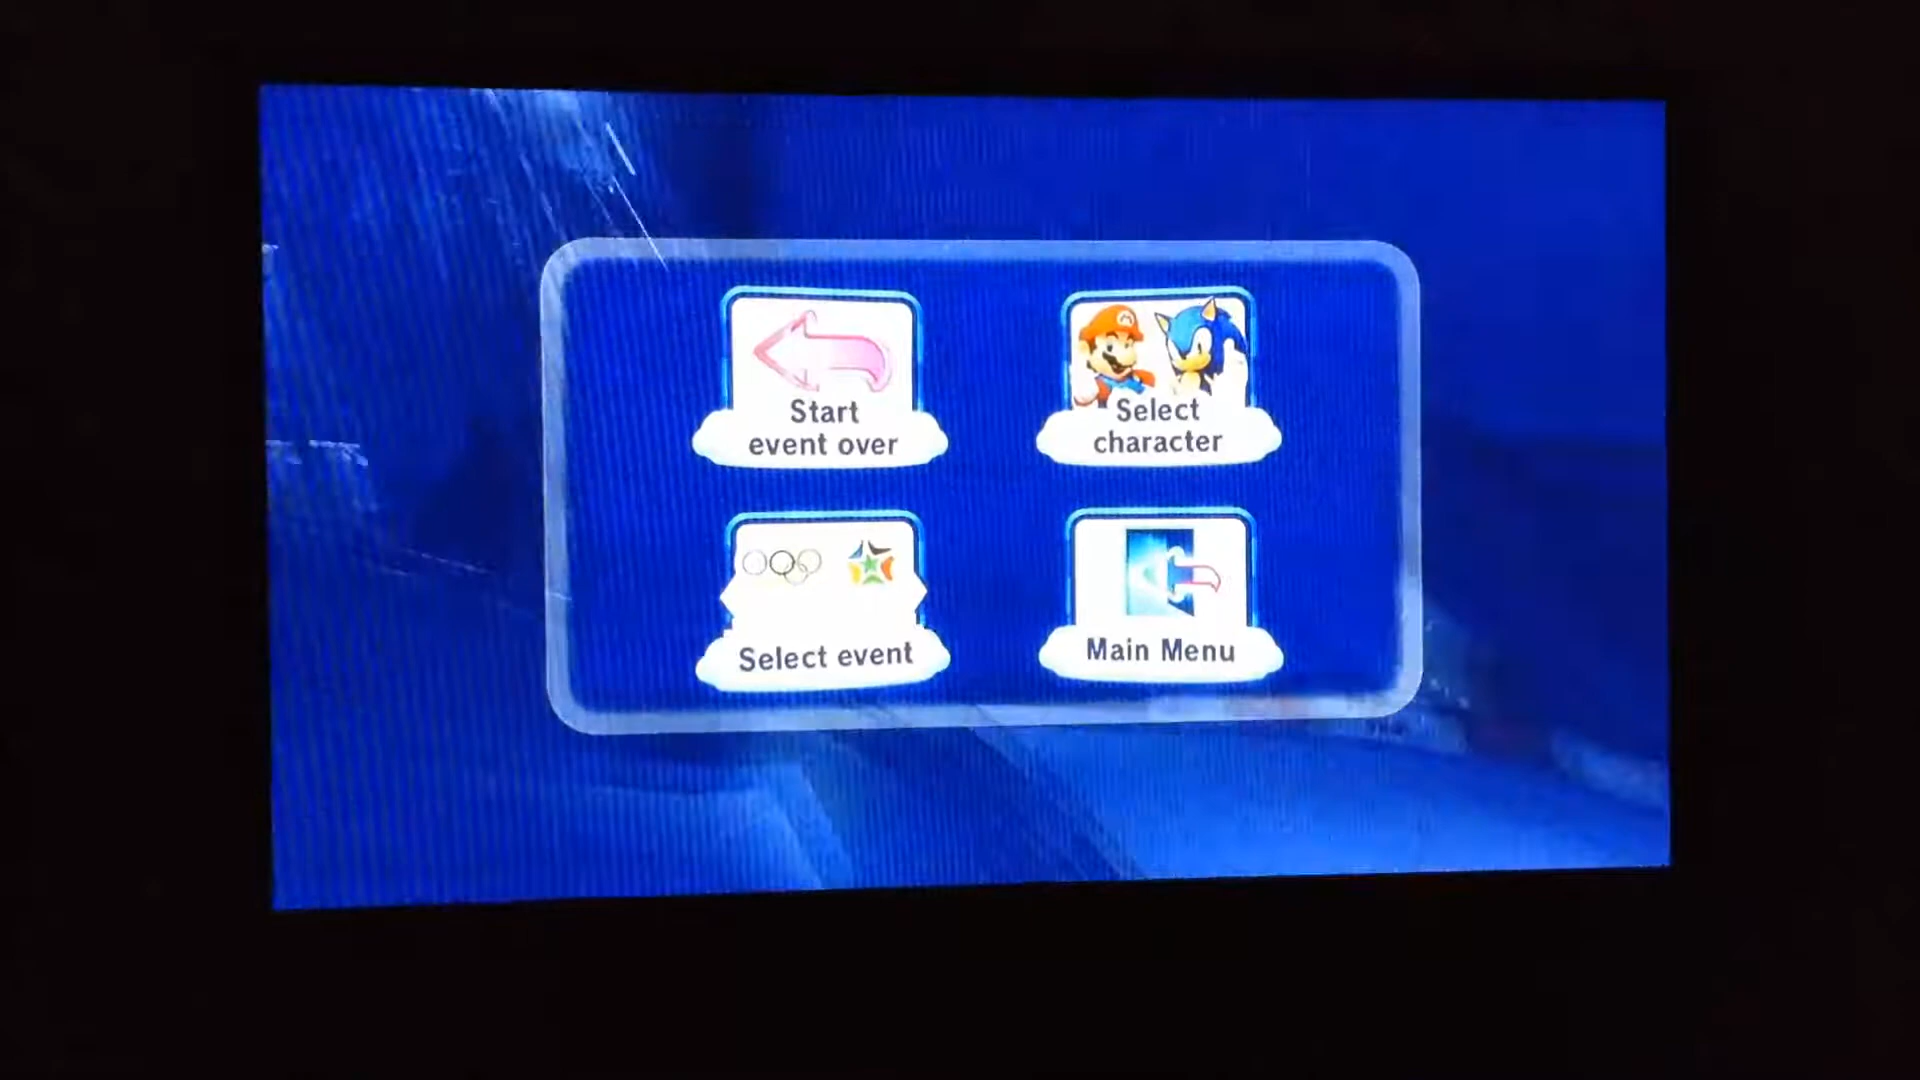 Start
event over
Select
character
Select event
Main Menu